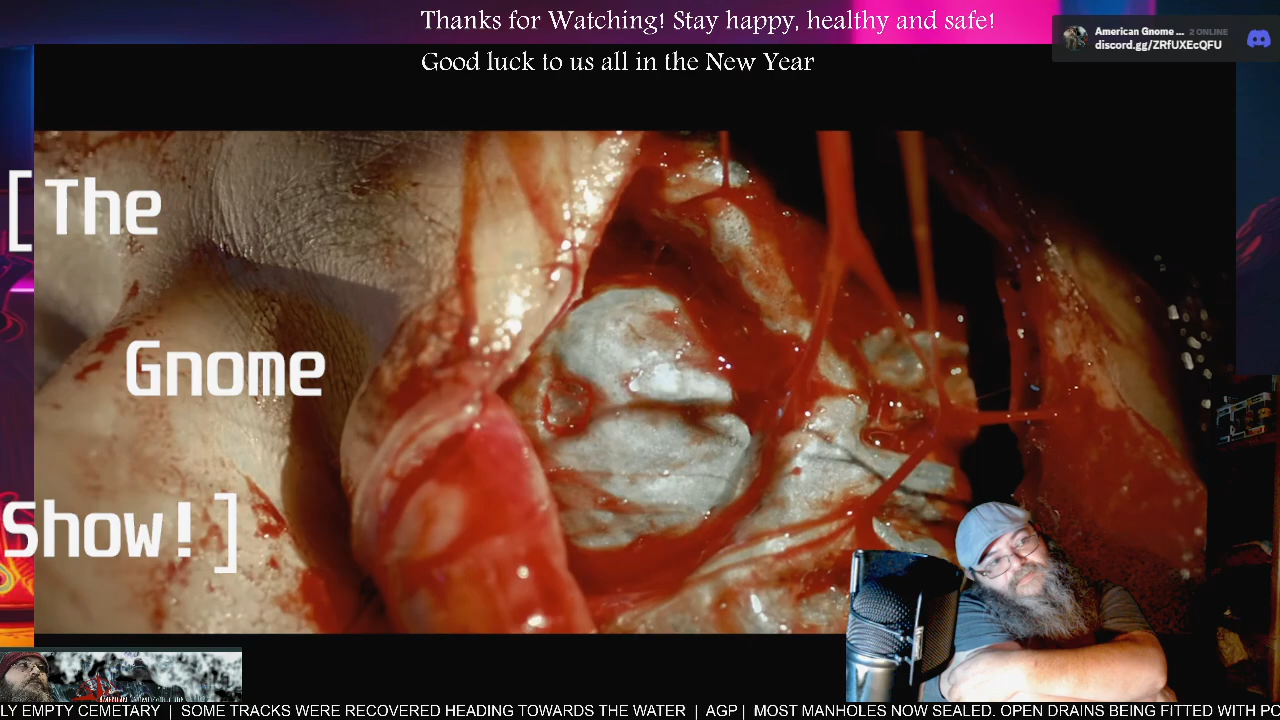 Thanks for Watching! Stay happy, healthy and safe!
Good luck to us all in the New Year
American Gnome ... 2 ONLINE
discord.gg/ZRfUXEcQFU
[The
Gnome
Show!]
LY EMPTY CEMETARY | SOME TRACKS WERE RECOVERED HEADING TOWARDS THE WATER | AGP | MOST MANHOLES NOW SEALED. OPEN DRAINS BEING FITTED WITH PO